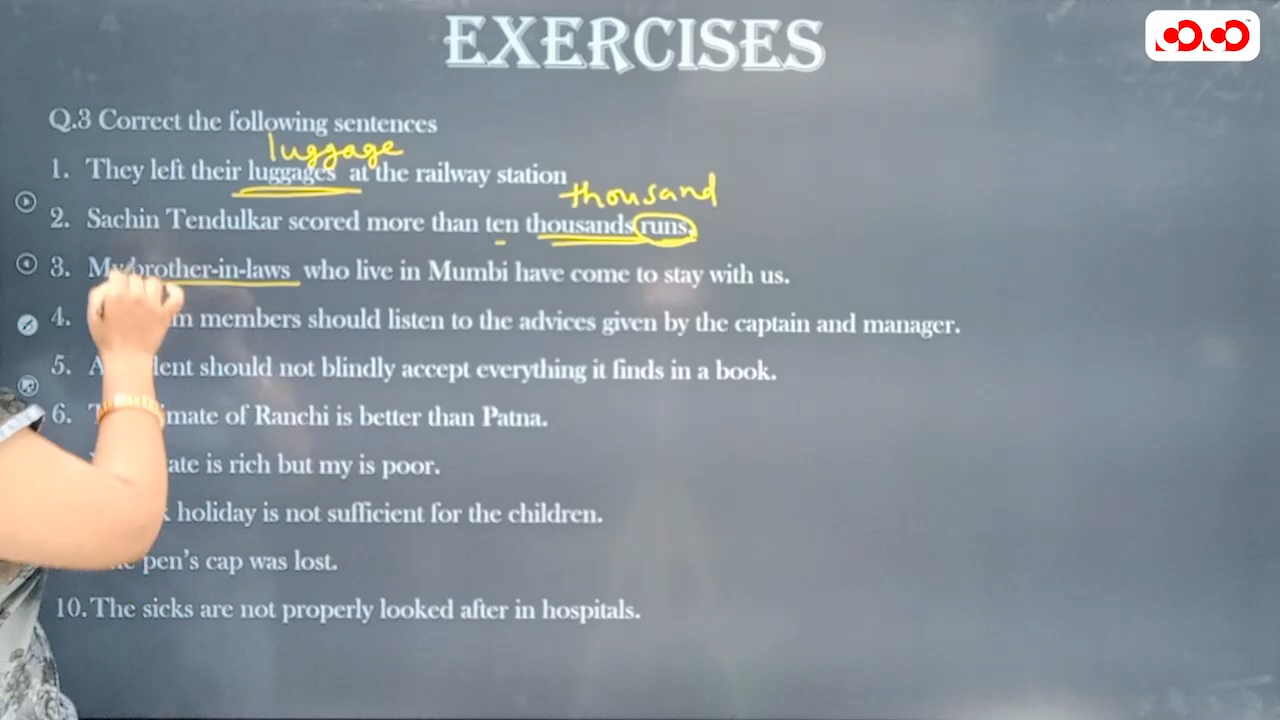 EXERCISES
Q.3 Correct the following sentences
luggage
1. They left their luggages at the railway station
thousand
2. Sachin Tendulkar scored more than ten thousands runs.
3. My brother-in-laws who live in Mumbi have come to stay with us.
4. members should listen to the advices given by the captain and manager.
5. should not blindly accept everything it finds in a book.
6. of Ranchi is better than Patna.
is rich but my is poor.
holiday is not sufficient for the children.
pen's cap was lost.
10. The sicks are not properly looked after in hospitals.